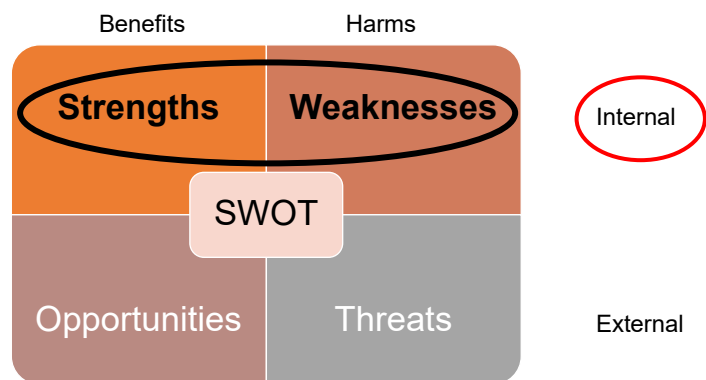 Benefits Harms
Strengths Weaknesses Internal
SWOT
Opportunities Threats External